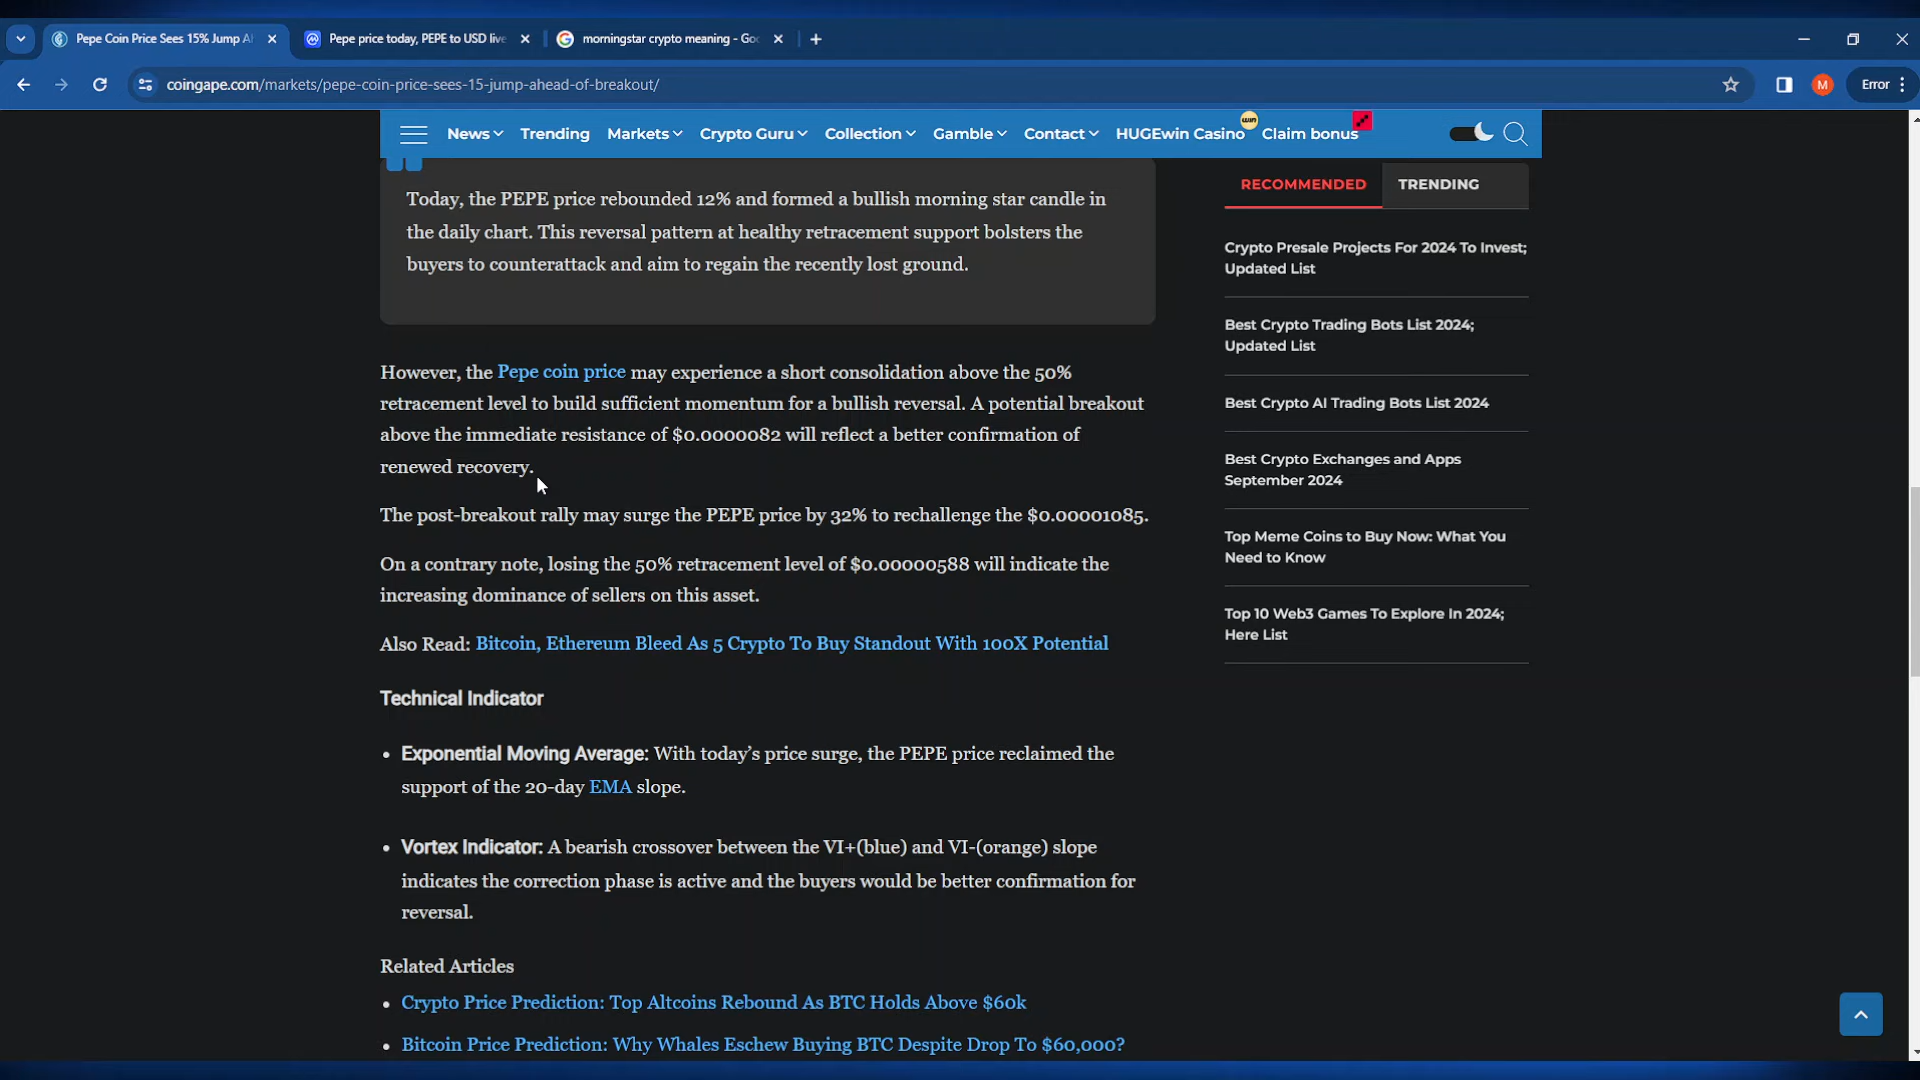 Pepe Coin Price Sees 15% Jump A
Pepe price today, PEPE to USD live
morningstar crypto meaning - Goo
coingape.com/markets/pepe-coin-price-sees-15-jump-ahead-of-breakout/
M
Error
News
Trending
Markets
Crypto Guru
Collection
Gamble
Contact
HUGEwin Casino
win
Claim bonus
Today, the PEPE price rebounded 12% and formed a bullish morning star candle in
the daily chart. This reversal pattern at healthy retracement support bolsters the
buyers to counterattack and aim to regain the recently lost ground.
However, the Pepe coin price may experience a short consolidation above the 50%
retracement level to build sufficient momentum for a bullish reversal. A potential breakout
above the immediate resistance of $0.0000082 will reflect a better confirmation of
renewed recovery.
The post-breakout rally may surge the PEPE price by 32% to rechallenge the $0.00001085.
On a contrary note, losing the 50% retracement level of $0.00000588 will indicate the
increasing dominance of sellers on this asset.
Also Read: Bitcoin, Ethereum Bleed As 5 Crypto To Buy Standout With 100X Potential
Technical Indicator
• Exponential Moving Average: With today's price surge, the PEPE price reclaimed the
support of the 20-day EMA slope.
• Vortex Indicator: A bearish crossover between the VI+(blue) and VI-(orange) slope
indicates the correction phase is active and the buyers would be better confirmation for
reversal.
Related Articles
• Crypto Price Prediction: Top Altcoins Rebound As BTC Holds Above $60k
• Bitcoin Price Prediction: Why Whales Eschew Buying BTC Despite Drop To $60,000?
RECOMMENDED
TRENDING
Crypto Presale Projects For 2024 To Invest;
Updated List
Best Crypto Trading Bots List 2024;
Updated List
Best Crypto AI Trading Bots List 2024
Best Crypto Exchanges and Apps
September 2024
Top Meme Coins to Buy Now: What You
Need to Know
Top 10 Web3 Games To Explore In 2024;
Here List